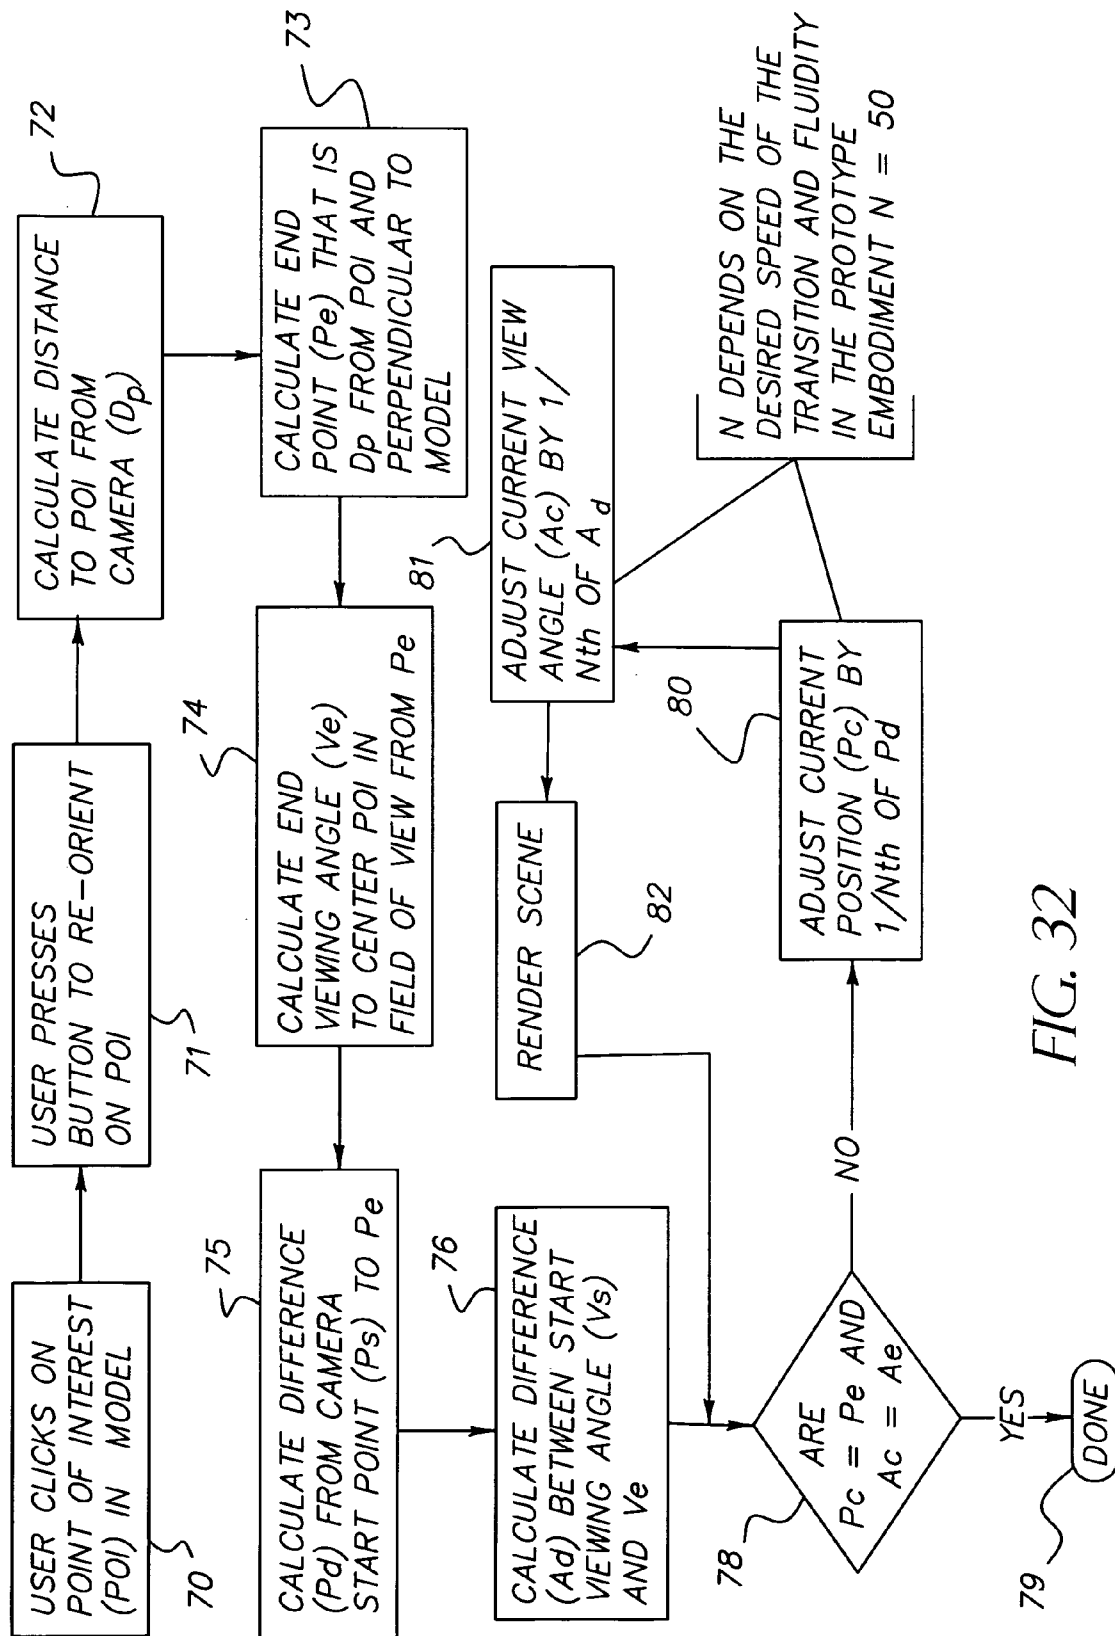 USER CLICKS ON
POINT OF INTEREST
(POI) IN MODEL
70
USER PRESSES
BUTTON TO RE-ORIENT
ON POI
71
CALCULATE DISTANCE
TO POI FROM
CAMERA (Dp)
72
CALCULATE END
POINT (Pe) THAT IS
Dp FROM POI AND
PERPENDICULAR TO
MODEL
73
CALCULATE END
VIEWING ANGLE (Ve)
TO CENTER POI IN
FIELD OF VIEW FROM Pe
74
CALCULATE DIFFERENCE
(Pd) FROM CAMERA
START POINT (Ps) TO Pe
75
CALCULATE DIFFERENCE
(Ad) BETWEEN START
VIEWING ANGLE (Vs)
AND Ve
76
ARE
Pc = Pe AND
Ac = Ae
78
YES
DONE
79
NO
ADJUST CURRENT
POSITION (Pc) BY
1/Nth OF Pd
80
ADJUST CURRENT VIEW
ANGLE (Ac) BY 1/
Nth OF Ad
81
RENDER SCENE
82
N DEPENDS ON THE
DESIRED SPEED OF THE
TRANSITION AND FLUIDITY
IN THE PROTOTYPE
EMBODIMENT N = 50
FIG. 32